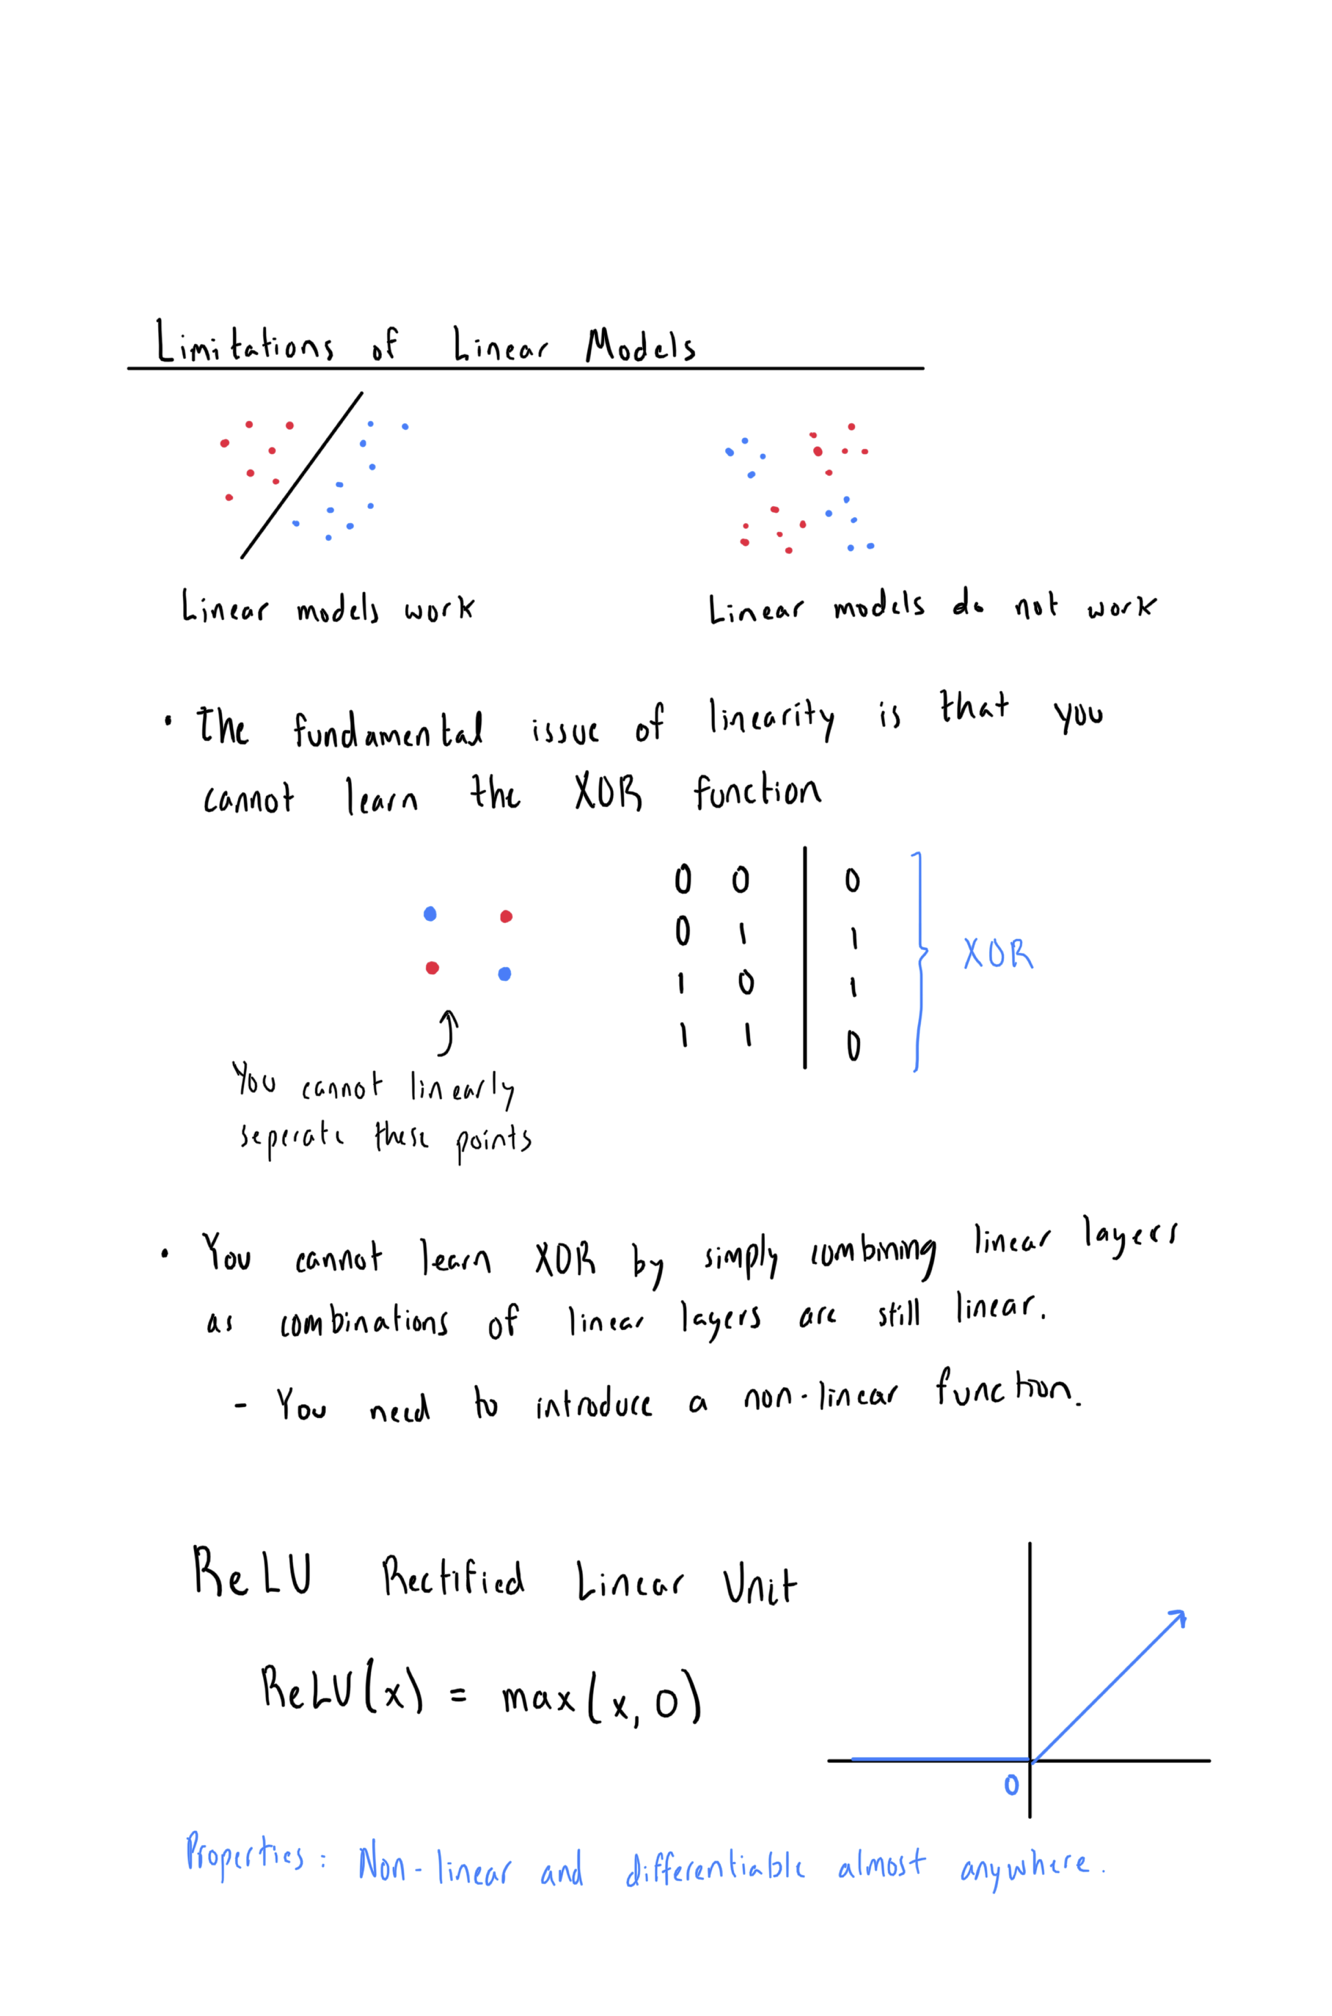 Limitations of Linear Models
Linear models work
Linear models do not work
• The fundamental issue of linearity is that you
cannot learn the XOR function
0 0 | 0
0 1 | 1
1 0 | 1
1 1 | 0
XOR
You cannot linearly
seperate these points
• You cannot learn XOR by simply combining linear layers
as combinations of linear layers are still linear.
- You need to introduce a non-linear function.
ReLU Rectified Linear Unit
ReLU(x) = max(x, 0)
0
Properties: Non-linear and differentiable almost anywhere.